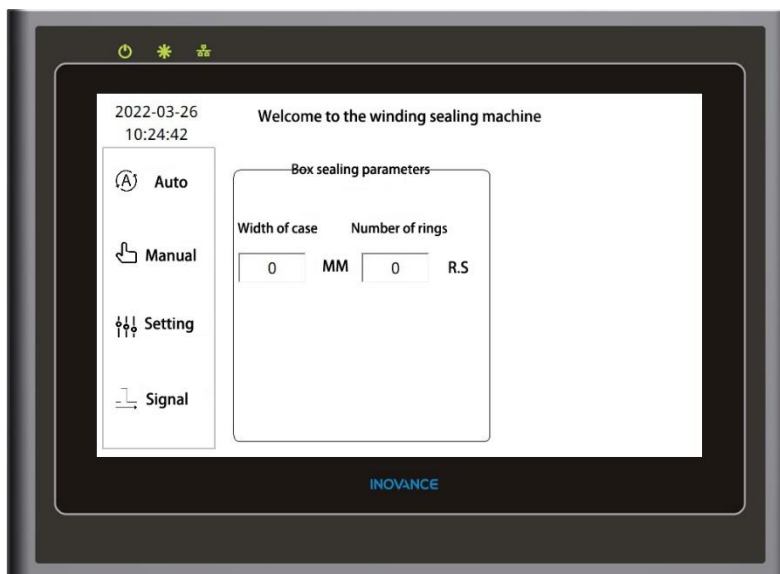 2022-03-26
10:24:42
Welcome to the winding sealing machine
Auto
Manual
Setting
Signal
Box sealing parameters
Width of case Number of rings
0 MM 0 R.S
INOVANCE